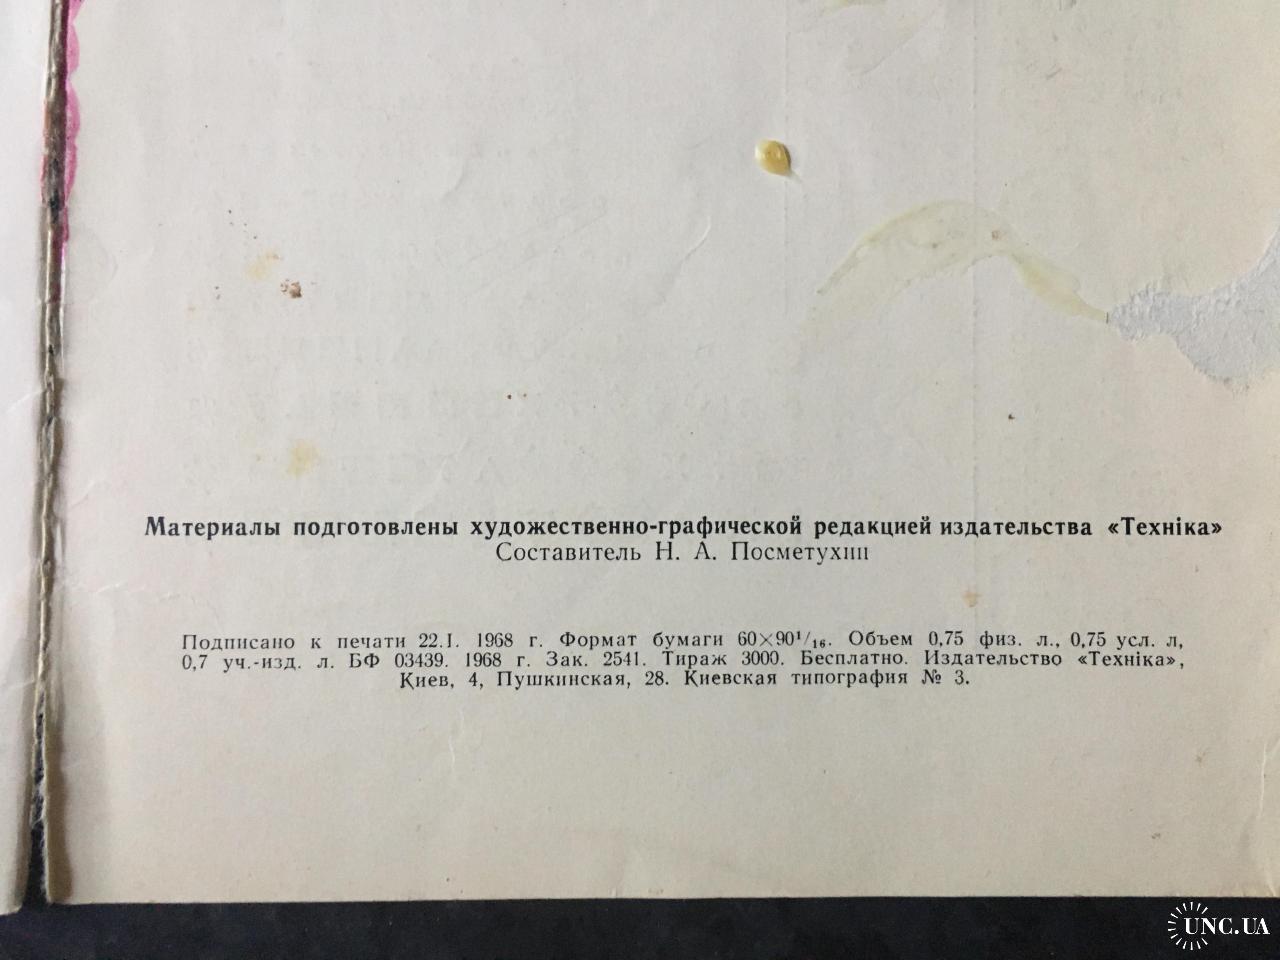 Материалы подготовлены художественно-графической редакцией издательства «Технiка»
Составитель Н. А. Посметухин
Подписано к печати 22.I. 1968 г. Формат бумаги 60×90¹/₁₆. Объем 0,75 физ. л., 0,75 усл. л,
0,7 уч.-изд. л. БФ 03439. 1968 г. Зак. 2541. Тираж 3000. Бесплатно. Издательство «Технiка»,
Киев, 4, Пушкинская, 28. Киевская типография № 3.
UNC.UA